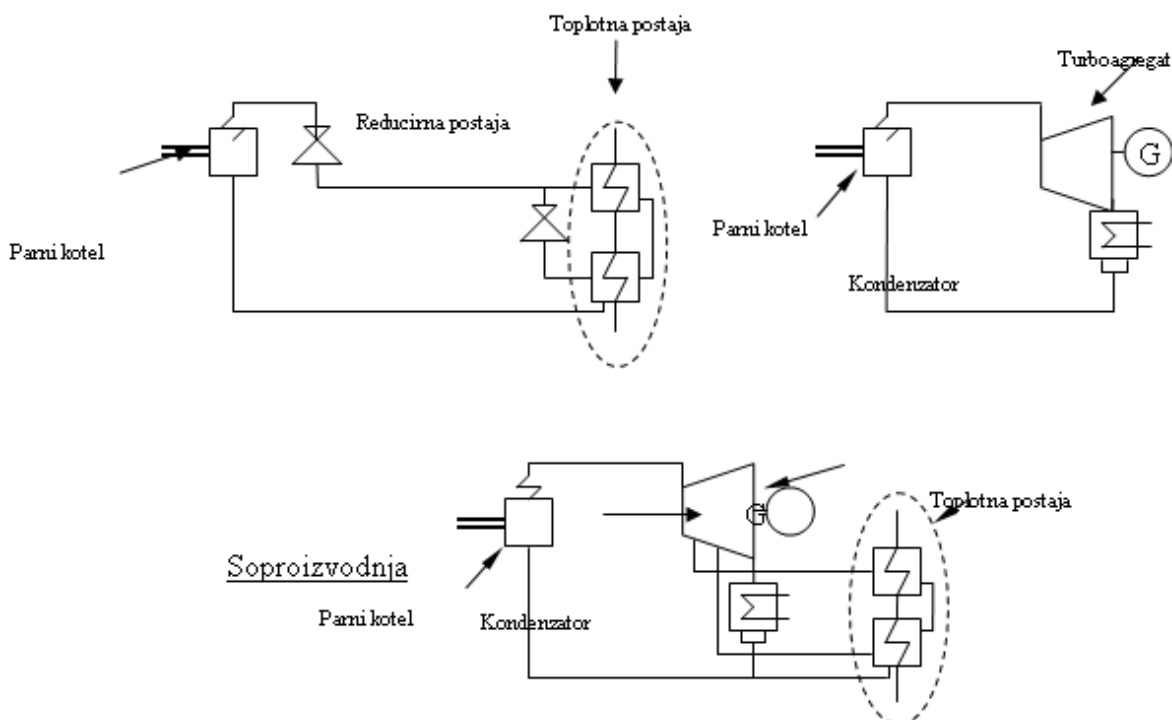 Toplotna postaja
Turboagregat
Reducirna postaja
G
Parni kotel
Parni kotel
Kondenzator
G
Toplotna postaja
Soproizvodnja
Parni kotel
Kondenzator